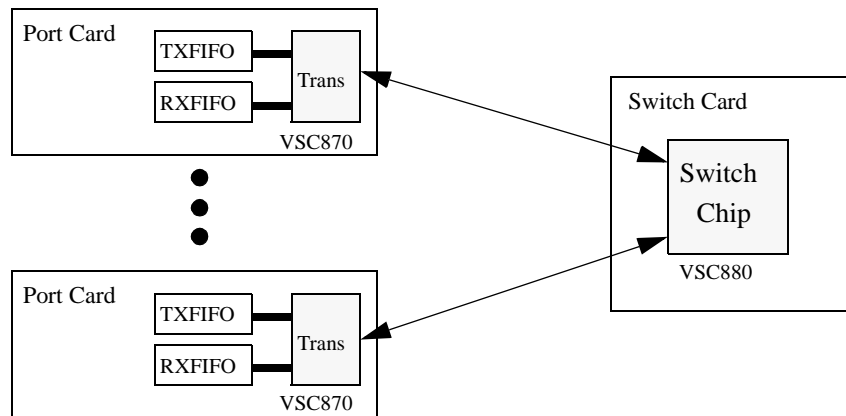 Port Card
TXFIFO
RXFIFO
Trans
VSC870
Switch Card
Switch
Chip
VSC880
Port Card
TXFIFO
RXFIFO
Trans
VSC870